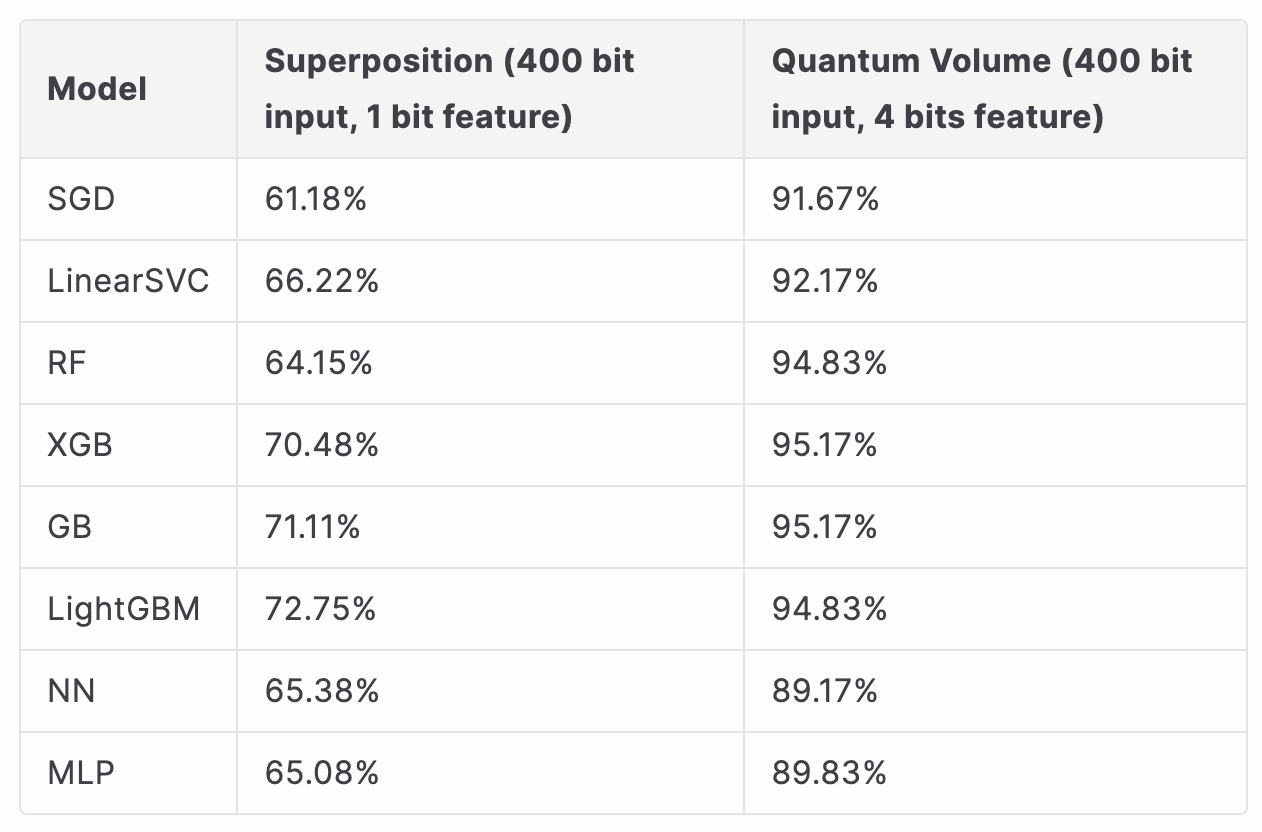 Model
Superposition (400 bit
input, 1 bit feature)
Quantum Volume (400 bit
input, 4 bits feature)
SGD 61.18% 91.67%
LinearSVC 66.22% 92.17%
RF 64.15% 94.83%
XGB 70.48% 95.17%
GB 71.11% 95.17%
LightGBM 72.75% 94.83%
NN 65.38% 89.17%
MLP 65.08% 89.83%